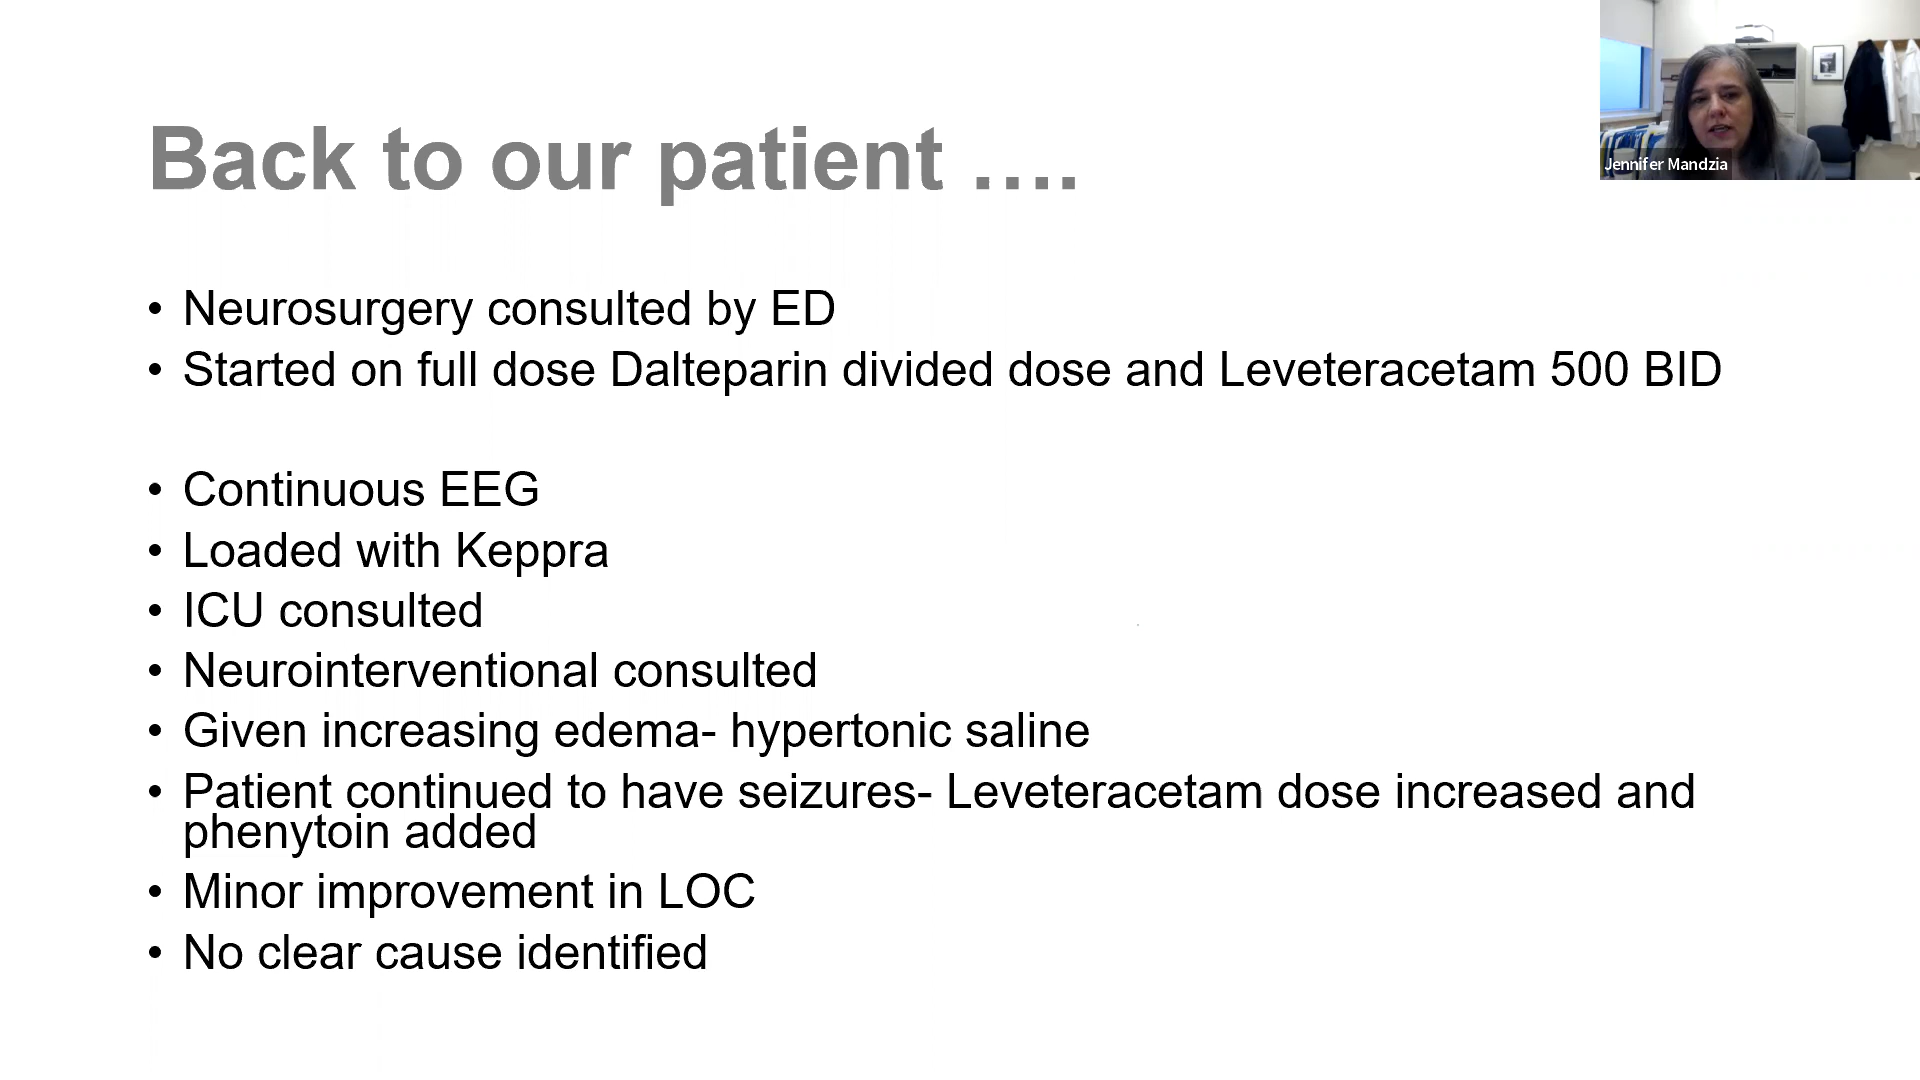 Back to our patient ....
Jennifer Mandzia
• Neurosurgery consulted by ED
• Started on full dose Dalteparin divided dose and Leveteracetam 500 BID
• Continuous EEG
• Loaded with Keppra
• ICU consulted
• Neurointerventional consulted
• Given increasing edema- hypertonic saline
• Patient continued to have seizures- Leveteracetam dose increased and
phenytoin added
• Minor improvement in LOC
• No clear cause identified